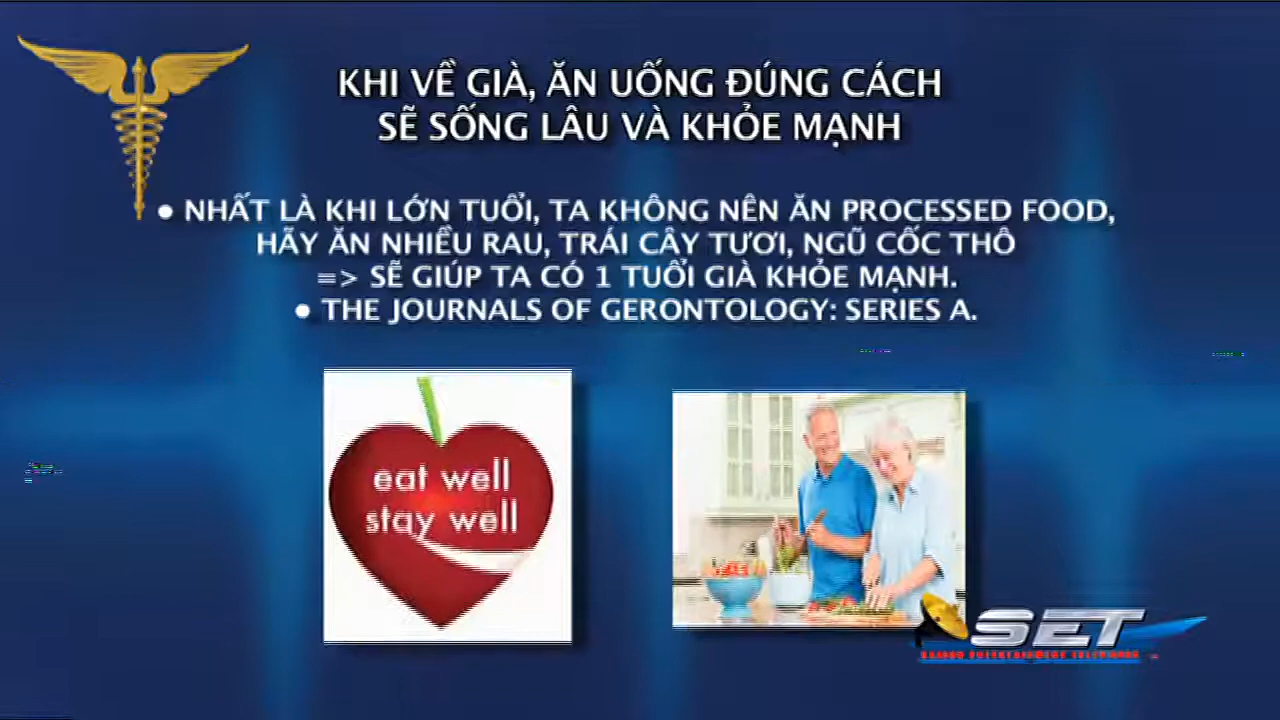 KHI VỀ GIÀ, ĂN UỐNG ĐÚNG CÁCH
SẼ SỐNG LÂU VÀ KHỎE MẠNH
● NHẤT LÀ KHI LỚN TUỔI, TA KHÔNG NÊN ĂN PROCESSED FOOD,
HÃY ĂN NHIỀU RAU, TRÁI CÂY TƯƠI, NGŨ CỐC THÔ
=> SẼ GIÚP TA CÓ 1 TUỔI GIÀ KHỎE MẠNH.
● THE JOURNALS OF GERONTOLOGY: SERIES A.
eat well
stay well
SET